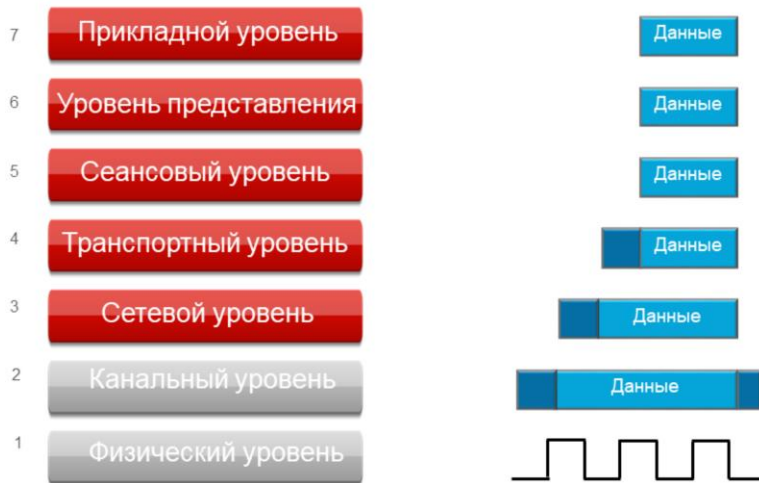 7 Прикладной уровень Данные
6 Уровень представления Данные
5 Сеансовый уровень Данные
4 Транспортный уровень Данные
3 Сетевой уровень Данные
2 Канальный уровень Данные
1 Физический уровень